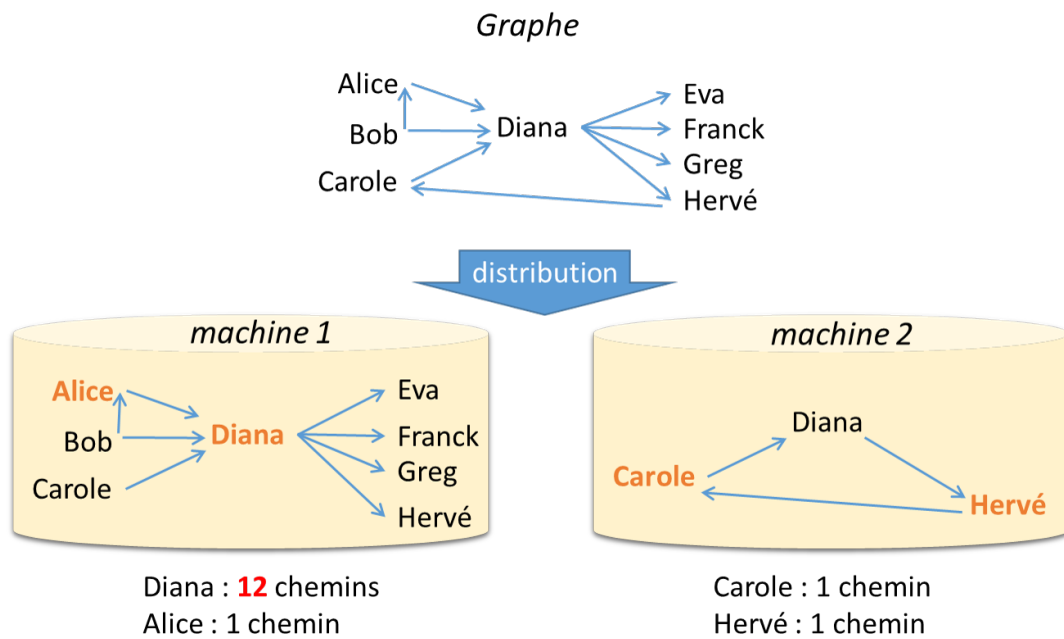 Graphe
Alice
Bob
Carole
Diana
Eva
Franck
Greg
Hervé
distribution
machine 1
Alice
Bob
Carole
Diana
Eva
Franck
Greg
Hervé
Diana : 12 chemins
Alice : 1 chemin
machine 2
Diana
Carole
Hervé
Carole : 1 chemin
Hervé : 1 chemin